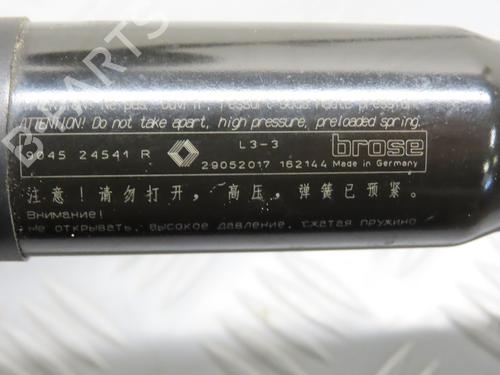 ATTENTION! Do not take apart, high pressure, preloaded spring.
9045 24541 R
L3-3
29052017 162144
brose
Made in Germany
注意！请勿打开，高压，弹簧已预紧。
Внимание!
не открывать, высокое давление, сжатая пружино
B PARTS